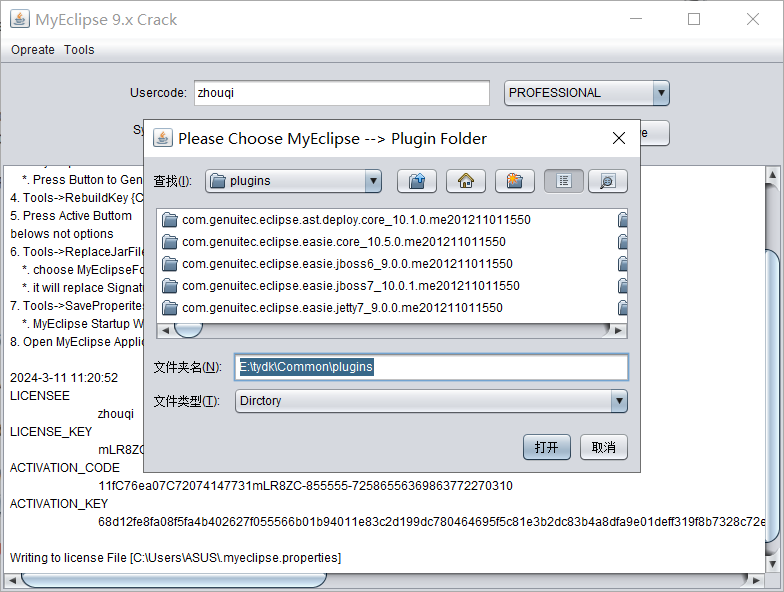 MyEclipse 9.x Crack
Opreate Tools
Usercode: zhouqi PROFESSIONAL
Please Choose MyEclipse --> Plugin Folder
查找(I): plugins
com.genuitec.eclipse.ast.deploy.core_10.1.0.me201211011550
com.genuitec.eclipse.easie.core_10.5.0.me201211011550
com.genuitec.eclipse.easie.jboss6_9.0.0.me201211011550
com.genuitec.eclipse.easie.jboss7_10.0.1.me201211011550
com.genuitec.eclipse.easie.jetty7_9.0.0.me201211011550
文件夹名(N): E:\tydk\Common\plugins
文件类型(T): Dirctory
打开 取消
*. Press Button to Gen
4. Tools->RebuildKey {C
5. Press Active Buttom
belows not options
6. Tools->ReplaceJarFile
*. choose MyEclipseFo
*. it will replace Signat
7. Tools->SaveProperites
*. MyEclipse Startup W
8. Open MyEclipse Applic
2024-3-11 11:20:52
LICENSEE
zhouqi
LICENSE_KEY
mLR8ZC
ACTIVATION_CODE
11fC76ea07C72074147731mLR8ZC-855555-72586556369863772270310
ACTIVATION_KEY
68d12fe8fa08f5fa4b402627f055566b01b94011e83c2d199dc780464695f5c81e3b2dc83b4a8dfa9e01deff319f8b7328c72e
Writing to license File [C:\Users\ASUS\.myeclipse.properties]